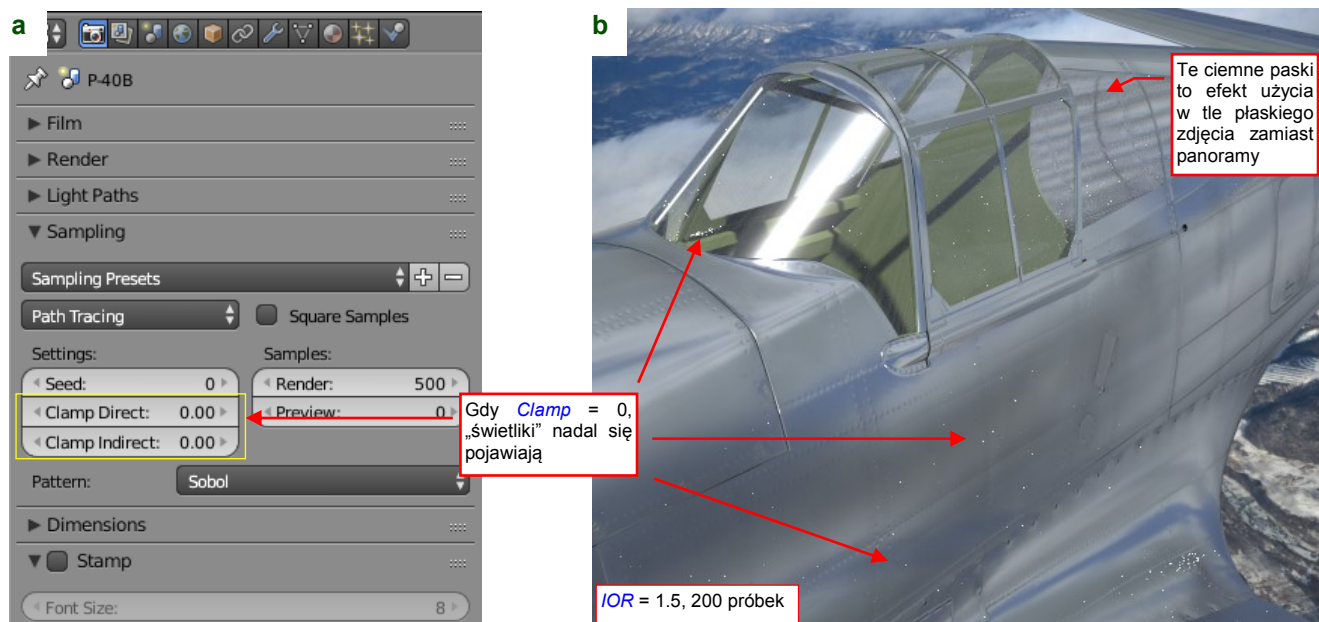 a
P-40B
Film
Render
Light Paths
Sampling
Sampling Presets
Path Tracing
Square Samples
Settings:
Samples:
Seed: 0
Render: 500
Clamp Direct: 0.00
Preview: 0
Clamp Indirect: 0.00
Pattern:
Sobol
Dimensions
Stamp
Font Size: 8
Gdy Clamp = 0,
„świetliki” nadal się
pojawiają
b
Te ciemne paski
to efekt użycia
w tle płaskiego
zdjęcia zamiast
panoramy
IOR = 1.5, 200 próbek